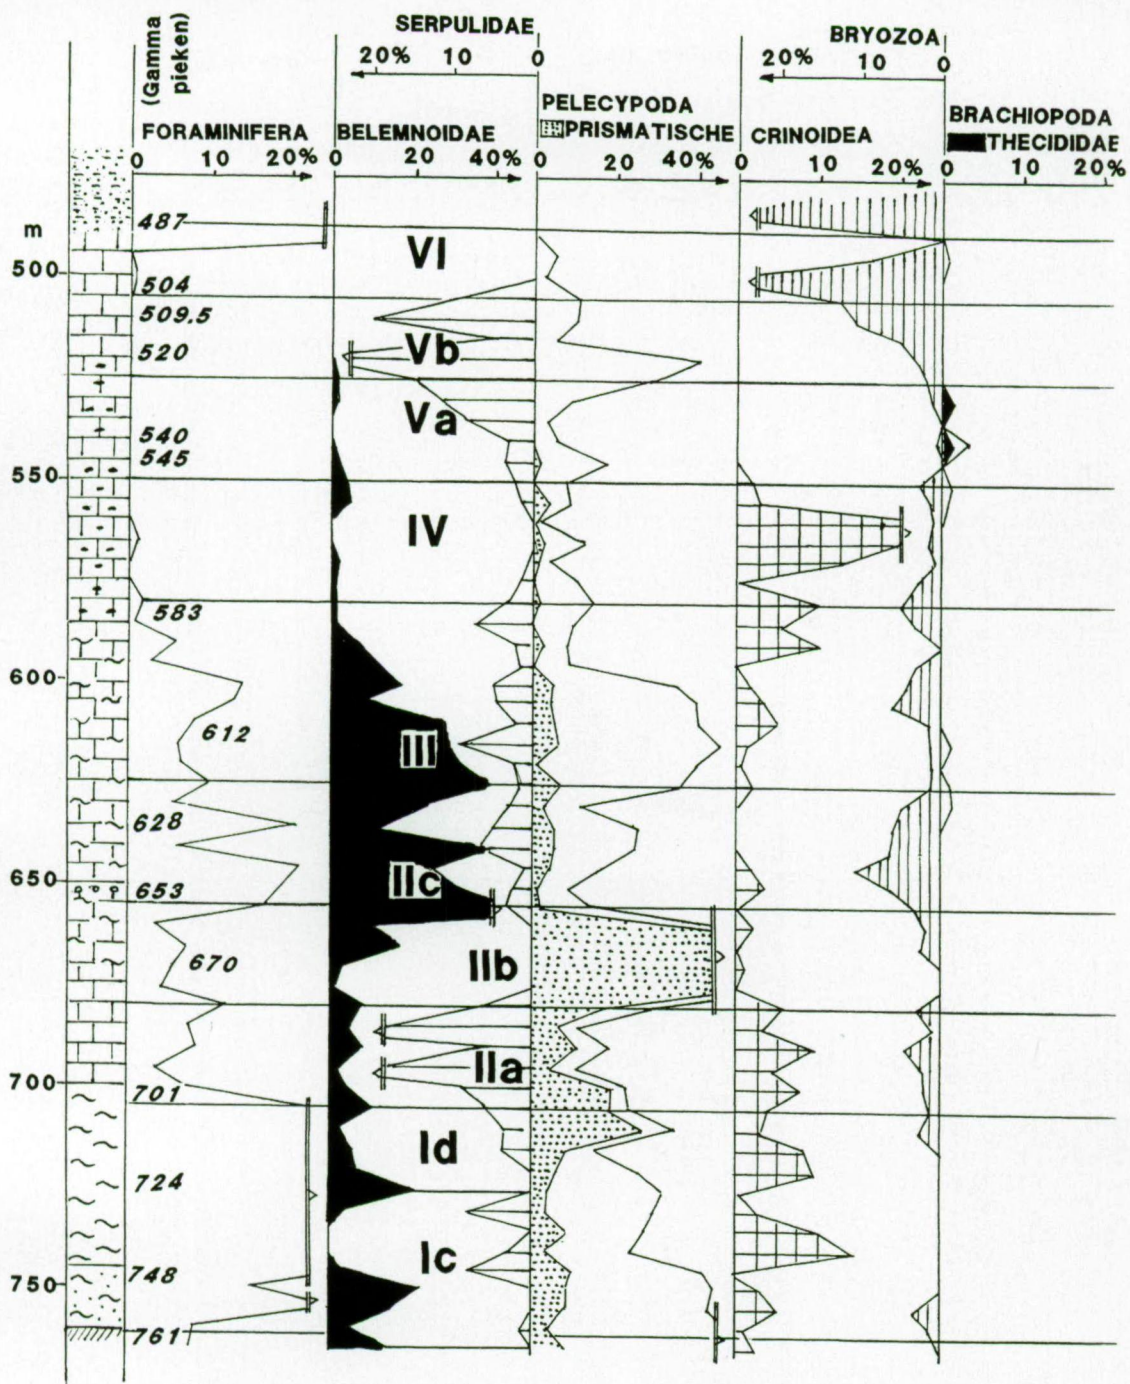 (Gamma
pieken)
SERPULIDAE
20% 10 0
BRYOZOA
20% 10 0
FORAMINIFERA
BELEMNOIDAE
PELECYPODA
PRISMATISCHE
CRINOIDEA
BRACHIOPODA
THECIDIDAE
0 10 20%
0 20 40%
0 20 40%
0 10 20%
0 10 20%
m
487
VI
500
504
509.5
520
Vb
Va
540
545
550
IV
583
600
612
III
628
650
653
IIc
670
IIb
700
701
IIa
Id
724
Ic
748
750
761